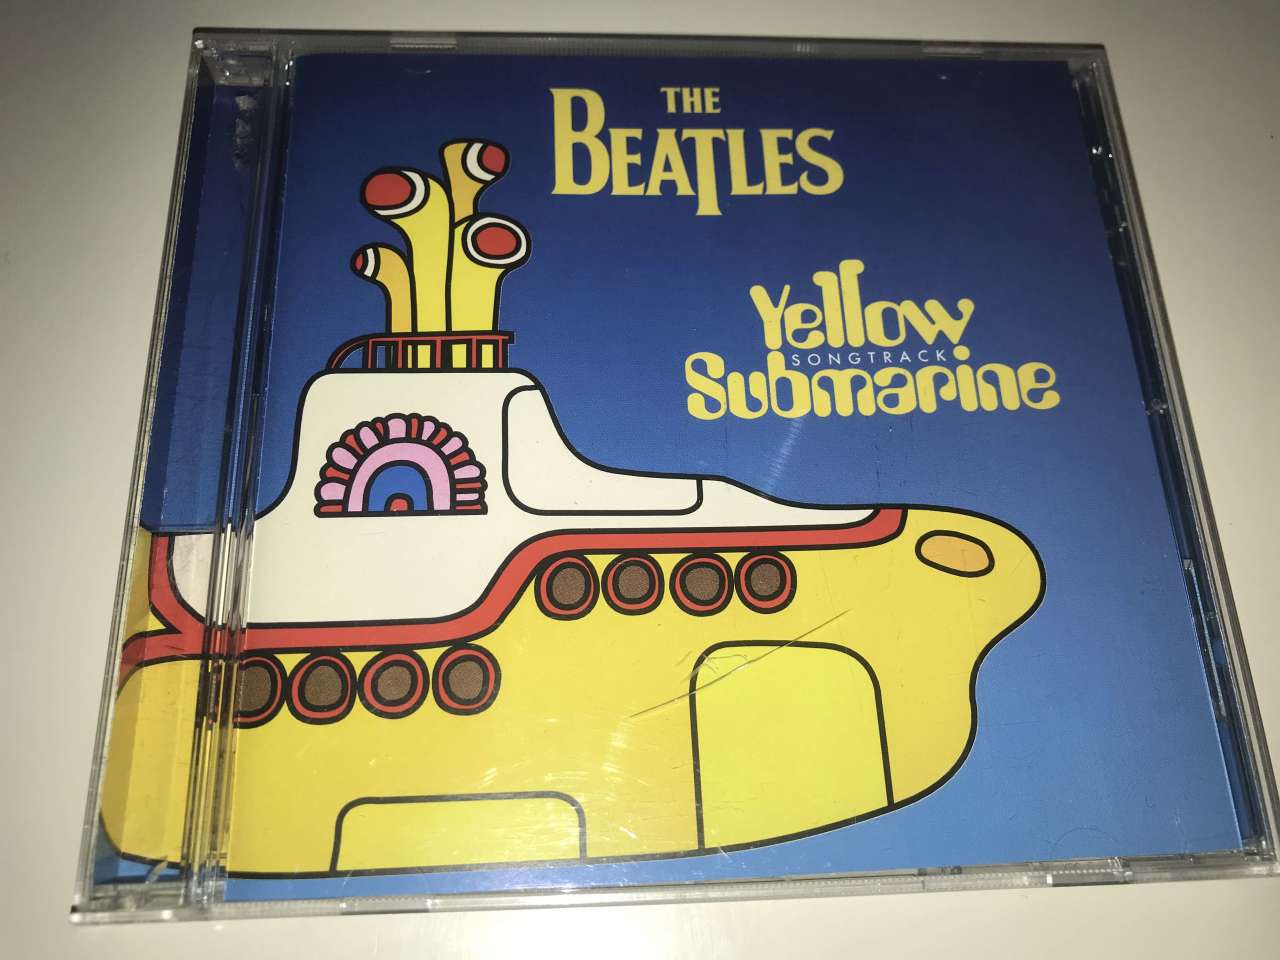 THE
BEATLES
Yellow
SONGTRACK
Submarine